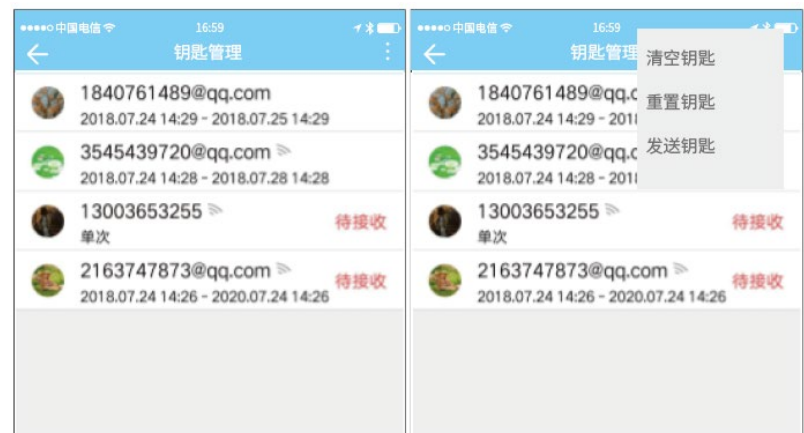 中国电信 16:59
钥匙管理
1840761489@qq.com
2018.07.24 14:29 - 2018.07.25 14:29
3545439720@qq.com
2018.07.24 14:28 - 2018.07.28 14:28
13003653255
单次
待接收
2163747873@qq.com
2018.07.24 14:26 - 2020.07.24 14:26
待接收
中国电信 16:59
钥匙管理
清空钥匙
重置钥匙
发送钥匙
1840761489@qq.c
2018.07.24 14:29 - 201
3545439720@qq.c
2018.07.24 14:28 - 201
13003653255
单次
待接收
2163747873@qq.com
2018.07.24 14:26 - 2020.07.24 14:26
待接收